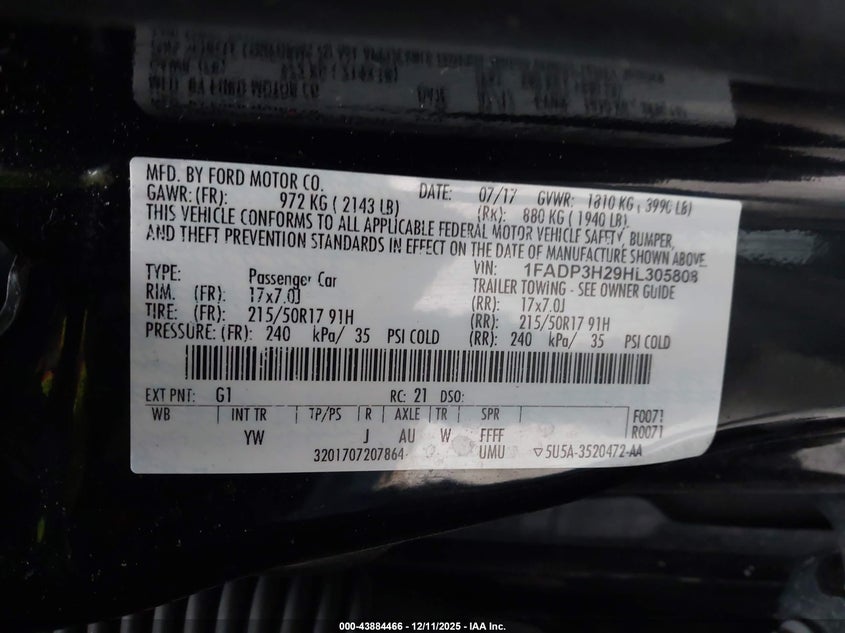 MFD. BY FORD MOTOR CO.
DATE: 07/17 GVWR: 1810 KG ( 3990 LB)
GAWR: (FR): 972 KG ( 2143 LB) (RR): 880 KG ( 1940 LB)
THIS VEHICLE CONFORMS TO ALL APPLICABLE FEDERAL MOTOR VEHICLE SAFETY, BUMPER,
AND THEFT PREVENTION STANDARDS IN EFFECT ON THE DATE OF MANUFACTURE SHOWN ABOVE.
VIN: 1FADP3H29HL305808
TYPE: Passenger Car TRAILER TOWING - SEE OWNER GUIDE
RIM. (FR): 17x7.0J (RR): 17x7.0J
TIRE: (FR): 215/50R17 91H (RR): 215/50R17 91H
PRESSURE: (FR): 240 kPa/ 35 PSI COLD (RR): 240 kPa/ 35 PSI COLD
EXT PNT: G1 RC: 21 DSO:
WB INT TR TP/PS R AXLE TR SPR F0071
YW J AU W FFFF R0071
3201707207864 UMU ▽5U5A-3520472-AA
000-43884466 - 12/11/2025 - IAA Inc.